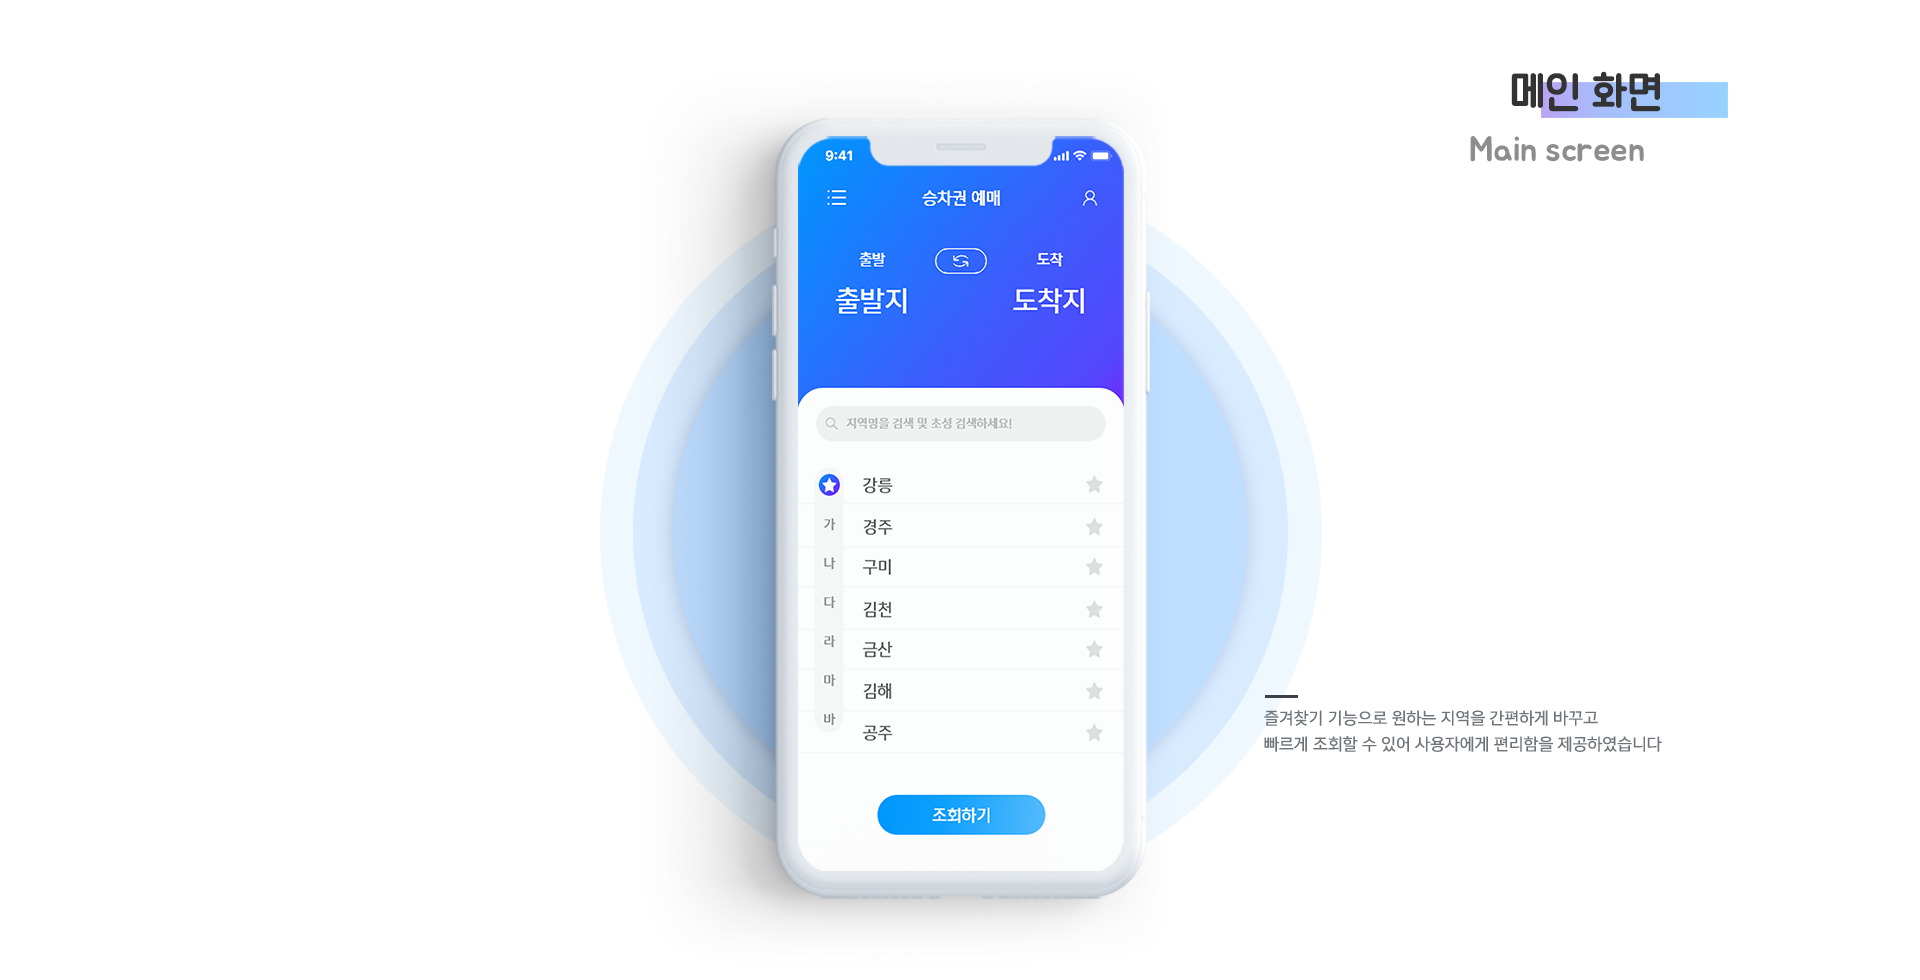 메인 화면
Main screen
9:41
승차권 예매
출발
도착
출발지
도착지
지역명을 검색 및 초성 검색하세요!
강릉
가
경주
나
구미
다
김천
라
금산
마
김해
바
공주
조회하기
즐겨찾기 기능으로 원하는 지역을 간편하게 바꾸고
빠르게 조회할 수 있어 사용자에게 편리함을 제공하였습니다